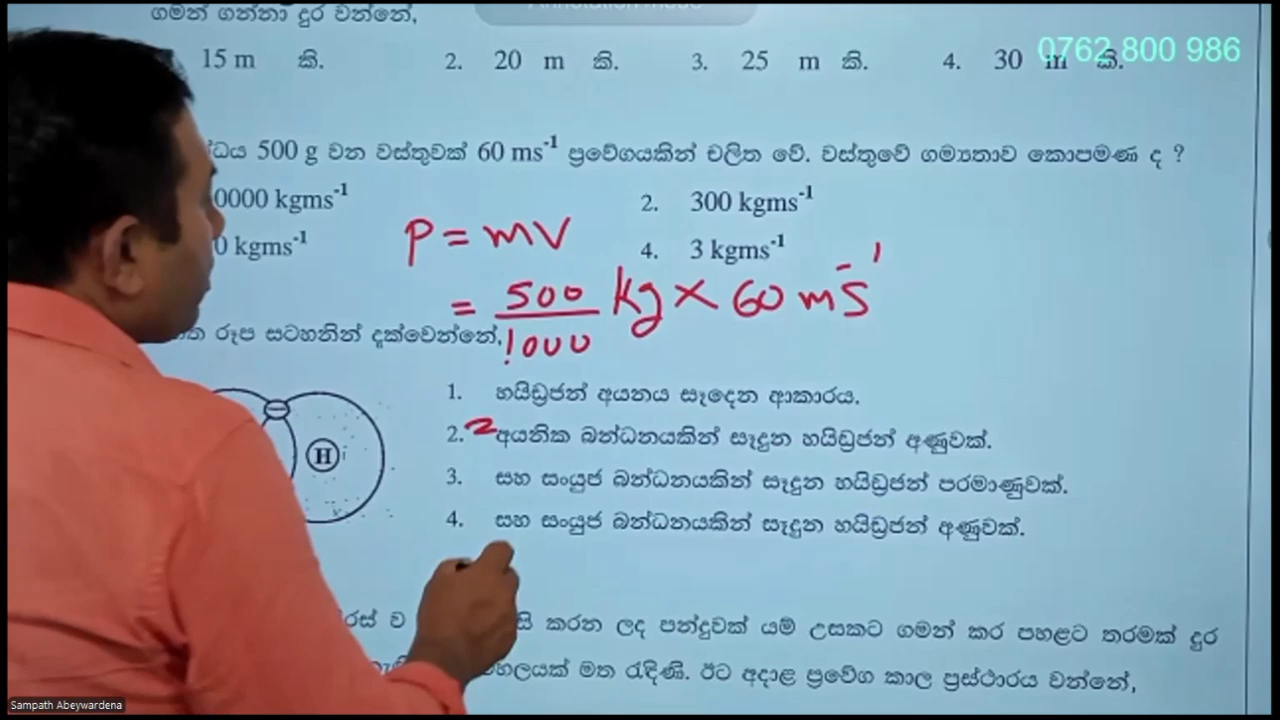 ගමන් ගන්නා දුර වන්නේ,
15 m කි. 2. 20 m කි. 3. 25 m කි. 4. 30 m කි.
0762 800 986
500 g වන වස්තුවක් 60 ms⁻¹ ප්‍රවේගයකින් චලිත වේ. වස්තුවේ ගම්‍යතාව කොපමණ ද ?
0000 kgms⁻¹ 2. 300 kgms⁻¹
0 kgms⁻¹ 4. 3 kgms⁻¹
P = mv
= 500/1000 kg × 60 ms⁻¹
රූප සටහනින් දැක්වෙන්නේ,
1. හයිඩ්‍රජන් අයනය සෑදෙන ආකාරය.
2. අයනික බන්ධනයකින් සෑදුන හයිඩ්‍රජන් අණුවක්.
H
3. සහ සංයුජ බන්ධනයකින් සෑදුන හයිඩ්‍රජන් පරමාණුවක්.
4. සහ සංයුජ බන්ධනයකින් සෑදුන හයිඩ්‍රජන් අණුවක්.
කරන ලද පන්දුවක් යම් උසකට ගමන් කර පහළට තරමක් දුර
මත රැඳිණි. ඊට අදාළ ප්‍රවේග කාල ප්‍රස්ථාරය වන්නේ,
Sampath Abeywardena